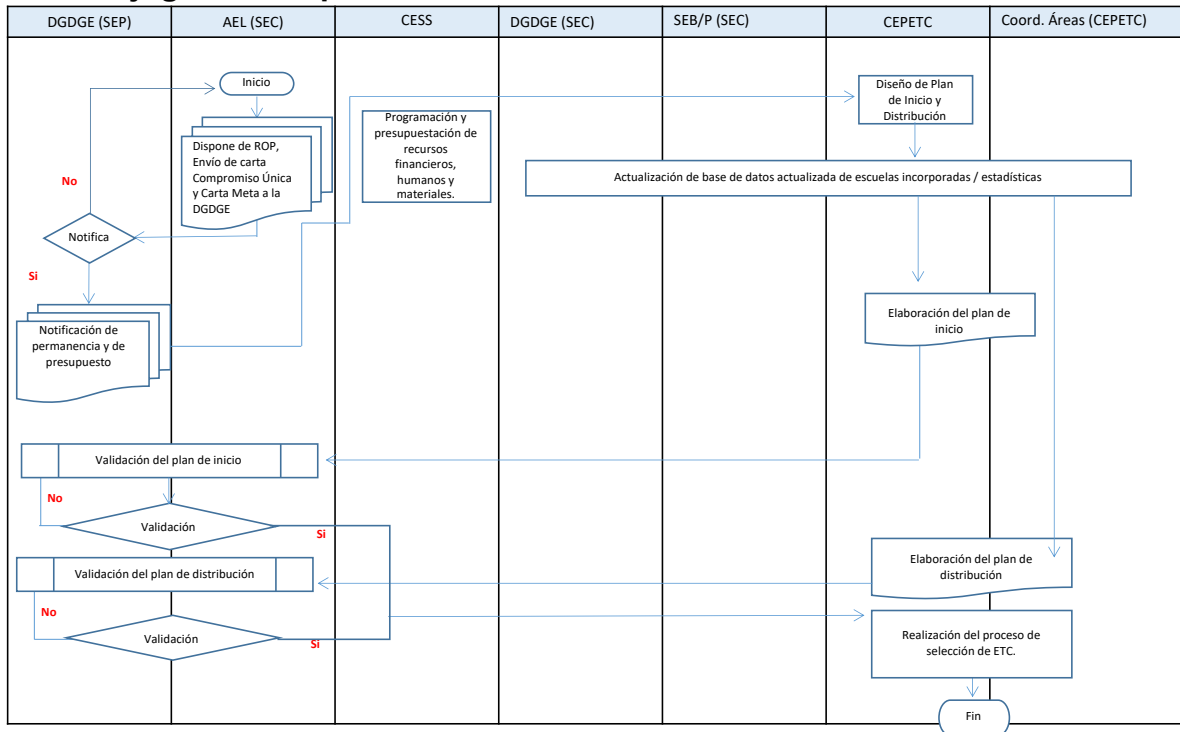 DGDGE (SEP)
AEL (SEC)
CESS
DGDGE (SEC)
SEB/P (SEC)
CEPETC
Coord. Áreas (CEPETC)
Inicio
Dispone de ROP,
Envío de carta
Compromiso Única
y Carta Meta a la
DGDGE
Programación y
presupuestación de
recursos
financieros,
humanos y
materiales.
Diseño de Plan
de Inicio y
Distribución
Actualización de base de datos actualizada de escuelas incorporadas / estadísticas
No
Notifica
Si
Notificación de
permanencia y de
presupuesto
Elaboración del plan de
inicio
Validación del plan de inicio
No
Validación
Si
Elaboración del plan de
distribución
Validación del plan de distribución
No
Validación
Si
Realización del proceso de
selección de ETC.
Fin